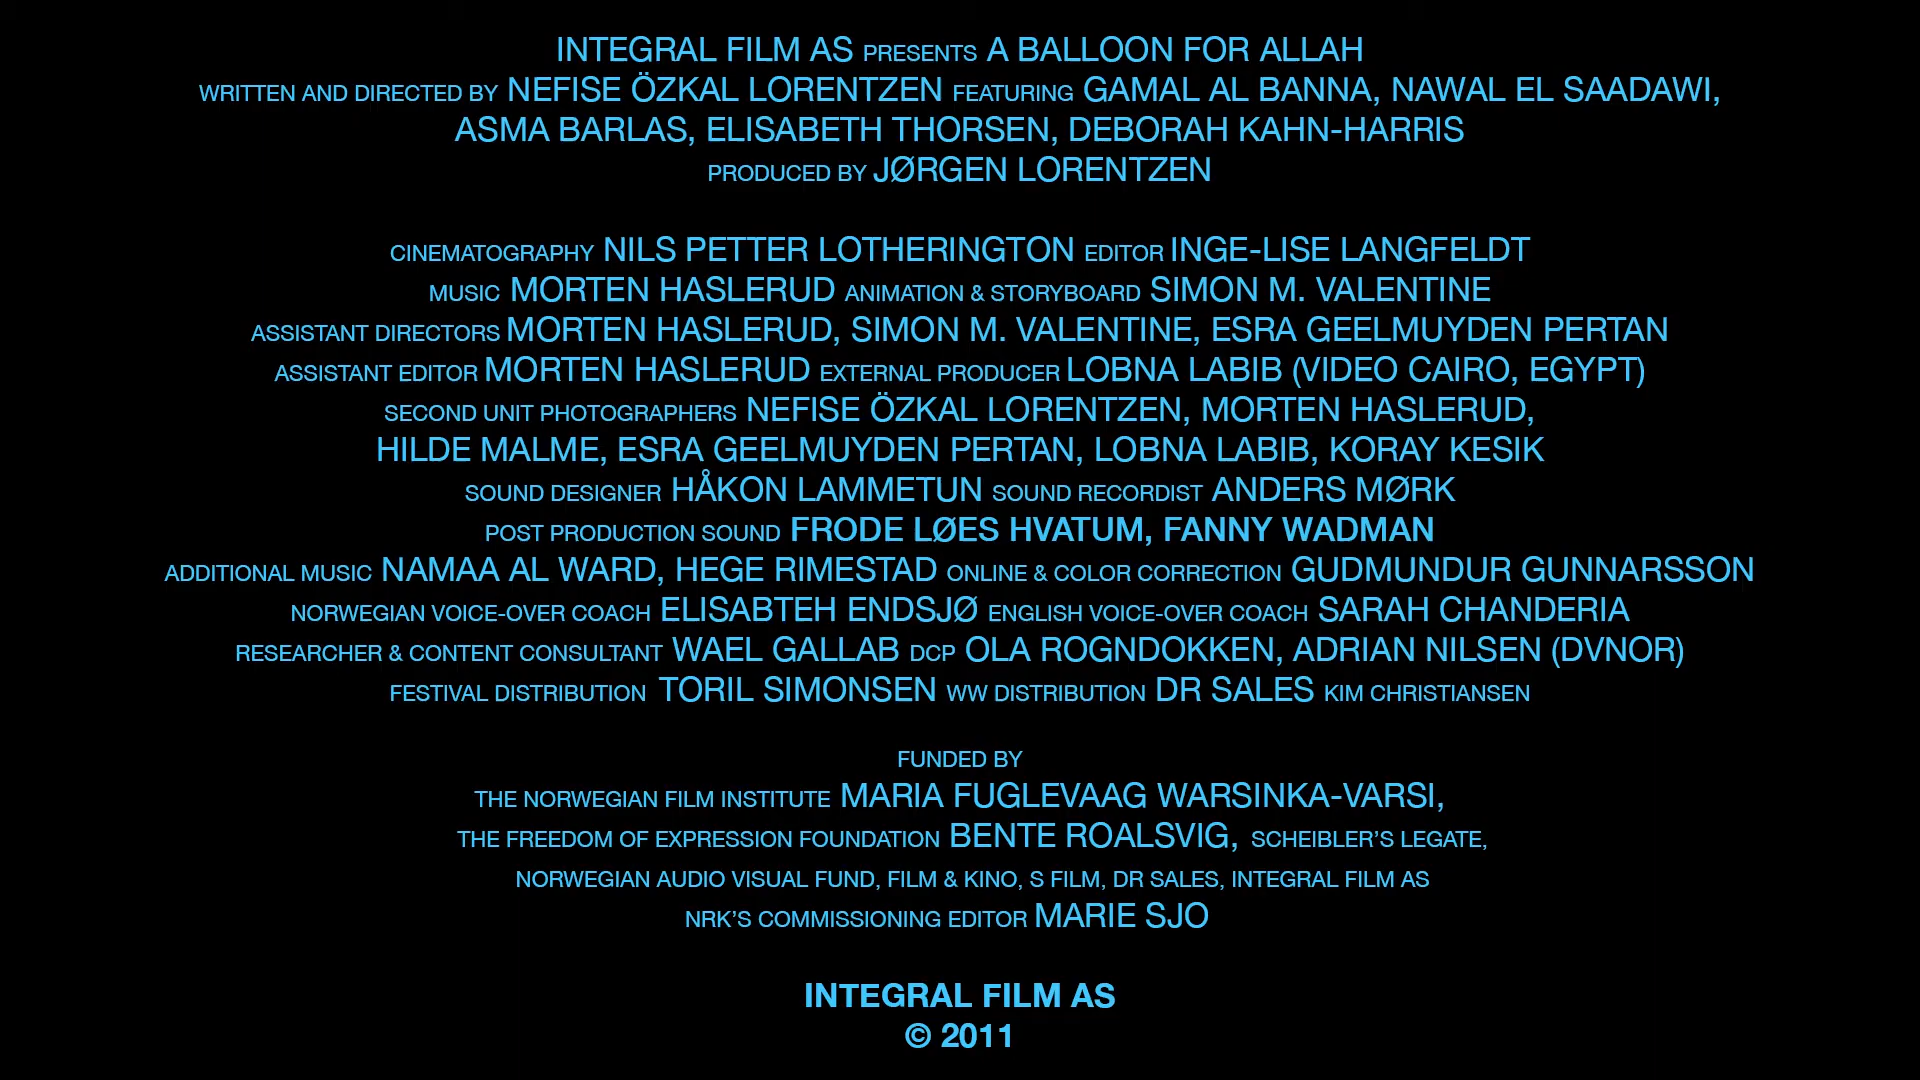 INTEGRAL FILM AS PRESENTS A BALLOON FOR ALLAH
WRITTEN AND DIRECTED BY NEFISE ÖZKAL LORENTZEN FEATURING GAMAL AL BANNA, NAWAL EL SAADAWI,
ASMA BARLAS, ELISABETH THORSEN, DEBORAH KAHN-HARRIS
PRODUCED BY JØRGEN LORENTZEN
CINEMATOGRAPHY NILS PETTER LOTHERINGTON EDITOR INGE-LISE LANGFELDT
MUSIC MORTEN HASLERUD ANIMATION & STORYBOARD SIMON M. VALENTINE
ASSISTANT DIRECTORS MORTEN HASLERUD, SIMON M. VALENTINE, ESRA GEELMUYDEN PERTAN
ASSISTANT EDITOR MORTEN HASLERUD EXTERNAL PRODUCER LOBNA LABIB (VIDEO CAIRO, EGYPT)
SECOND UNIT PHOTOGRAPHERS NEFISE ÖZKAL LORENTZEN, MORTEN HASLERUD,
HILDE MALME, ESRA GEELMUYDEN PERTAN, LOBNA LABIB, KORAY KESIK
SOUND DESIGNER HÅKON LAMMETUN SOUND RECORDIST ANDERS MØRK
POST PRODUCTION SOUND FRODE LØES HVATUM, FANNY WADMAN
ADDITIONAL MUSIC NAMAA AL WARD, HEGE RIMESTAD ONLINE & COLOR CORRECTION GUDMUNDUR GUNNARSSON
NORWEGIAN VOICE-OVER COACH ELISABTEH ENDSJØ ENGLISH VOICE-OVER COACH SARAH CHANDERIA
RESEARCHER & CONTENT CONSULTANT WAEL GALLAB DCP OLA ROGNDOKKEN, ADRIAN NILSEN (DVNOR)
FESTIVAL DISTRIBUTION TORIL SIMONSEN WW DISTRIBUTION DR SALES KIM CHRISTIANSEN
FUNDED BY
THE NORWEGIAN FILM INSTITUTE MARIA FUGLEVAAG WARSINKA-VARSI,
THE FREEDOM OF EXPRESSION FOUNDATION BENTE ROALSVIG, SCHEIBLER'S LEGATE,
NORWEGIAN AUDIO VISUAL FUND, FILM & KINO, S FILM, DR SALES, INTEGRAL FILM AS
NRK'S COMMISSIONING EDITOR MARIE SJO
INTEGRAL FILM AS
© 2011